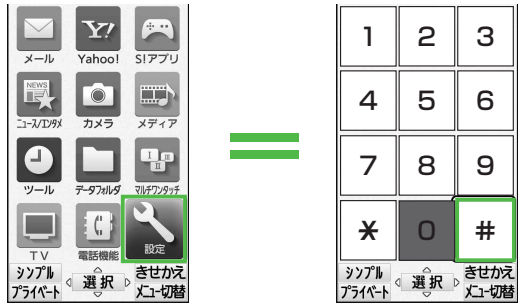 メール Yahoo! S!アプリ
NEWS
ニュース/エンタメ カメラ メディア
ツール データフォルダ マルチワンタッチ
TV 電話機能 設定
シンプル 選択 きせかえ
プライベート メニュー切替
=
1 2 3
4 5 6
7 8 9
* 0 #
シンプル 選択 きせかえ
プライベート メニュー切替